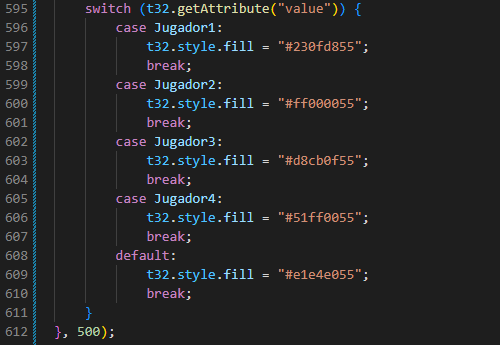 595 switch (t32.getAttribute("value")) {
596 case Jugador1:
597 t32.style.fill = "#230fd855";
598 break;
599 case Jugador2:
600 t32.style.fill = "#ff000055";
601 break;
602 case Jugador3:
603 t32.style.fill = "#d8cb0f55";
604 break;
605 case Jugador4:
606 t32.style.fill = "#51ff0055";
607 break;
608 default:
609 t32.style.fill = "#e1e4e055";
610 break;
611 }
612 }, 500);